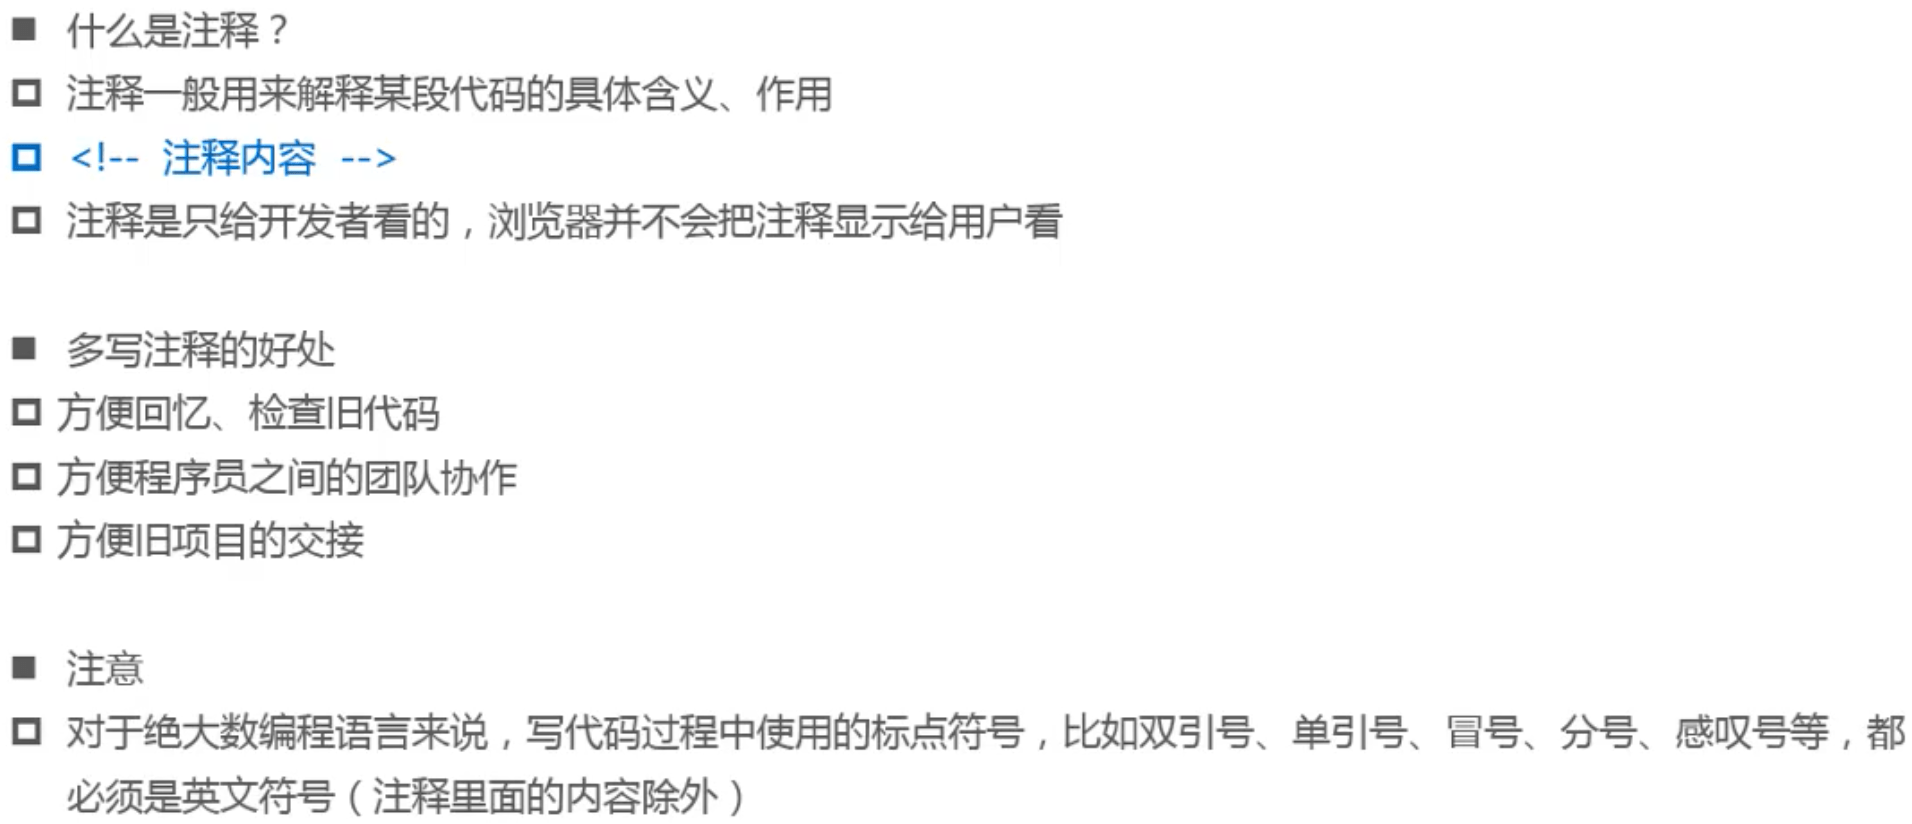 ■ 什么是注释？
□ 注释一般用来解释某段代码的具体含义、作用
□ <!-- 注释内容 -->
□ 注释是只给开发者看的，浏览器并不会把注释显示给用户看
■ 多写注释的好处
□ 方便回忆、检查旧代码
□ 方便程序员之间的团队协作
□ 方便旧项目的交接
■ 注意
□ 对于绝大数编程语言来说，写代码过程中使用的标点符号，比如双引号、单引号、冒号、分号、感叹号等，都
必须是英文符号（注释里面的内容除外）